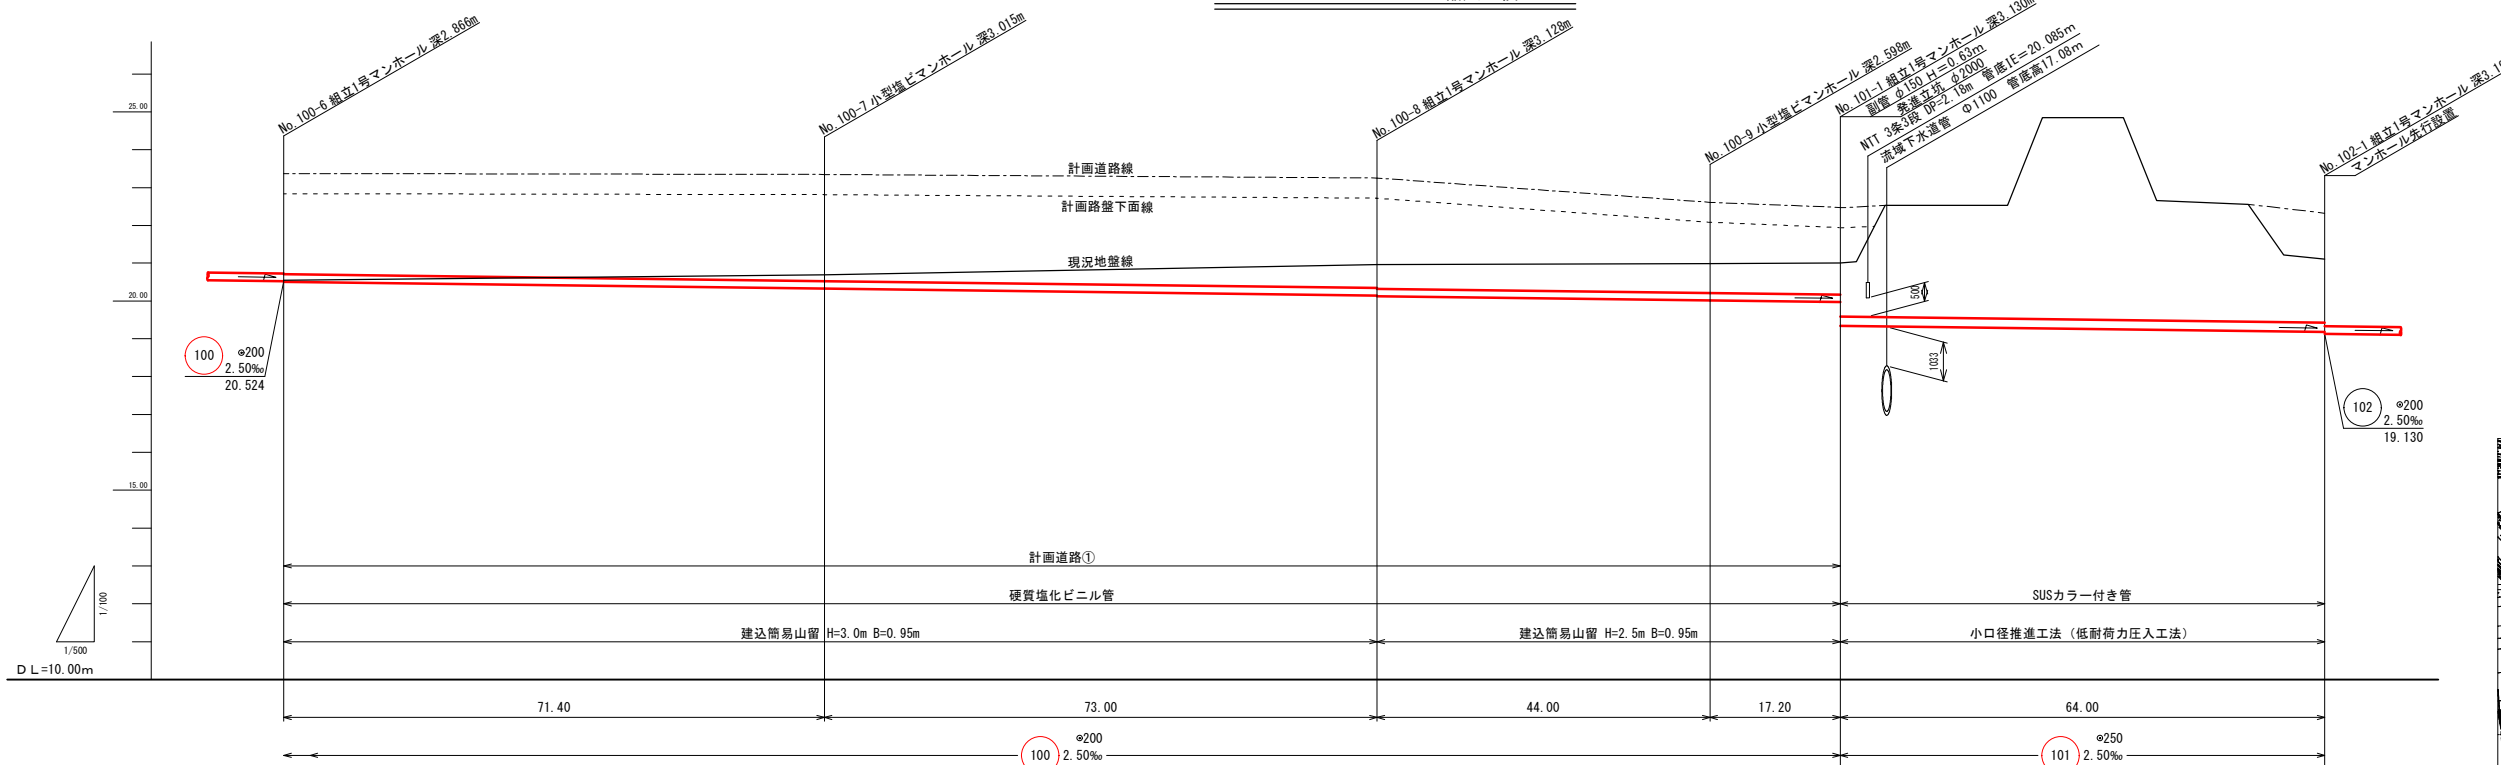 No.100-6 組立1号マンホール 深2.866m
No.100-7 小型塩ビマンホール 深3.015m
No.100-8 組立1号マンホール 深3.128m
No.100-9 小型塩ビマンホール 深2.598m
No.101-1 組立1号マンホール 深3.130m
副管 φ150 H=0.63m
発進立坑 φ2000
NTT 3条3段 DP=2.18m 管底IE=20.085m
流域下水道管 Φ1100 管底高17.08m
No.102-1 組立1号マンホール 深3.1
マンホール先行設置
25.00
20.00
15.00
計画道路線
計画路盤下面線
現況地盤線
500
1033
100 ⊙200
2.50‰
20.524
102 ⊙200
2.50‰
19.130
計画道路①
硬質塩化ビニル管
SUSカラー付き管
建込簡易山留 H=3.0m B=0.95m
建込簡易山留 H=2.5m B=0.95m
小口径推進工法(低耐荷力圧入工法)
1/100
1/500
DL=10.00m
71.40
73.00
44.00
17.20
64.00
100 ⊙200
2.50‰
101 ⊙250
2.50‰